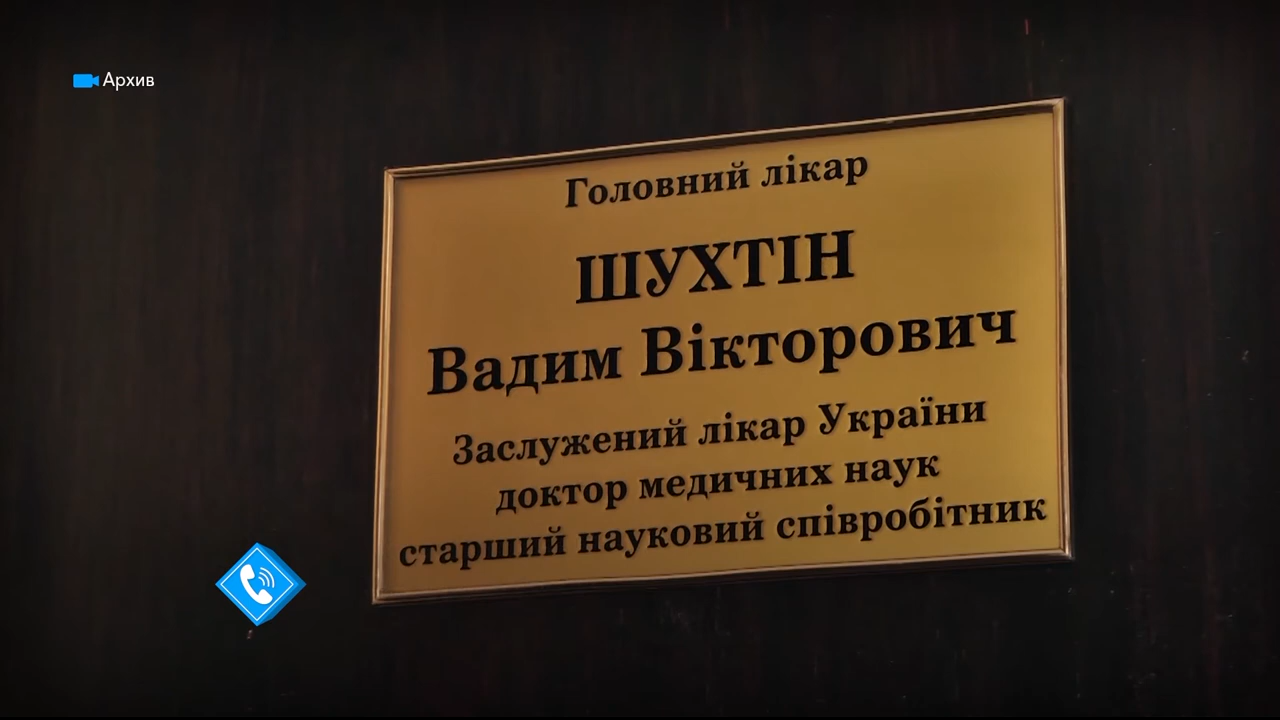 Архив
Головний лікар
ШУХТІН
Вадим Вікторович
Заслужений лікар України
доктор медичних наук
старший науковий співробітник